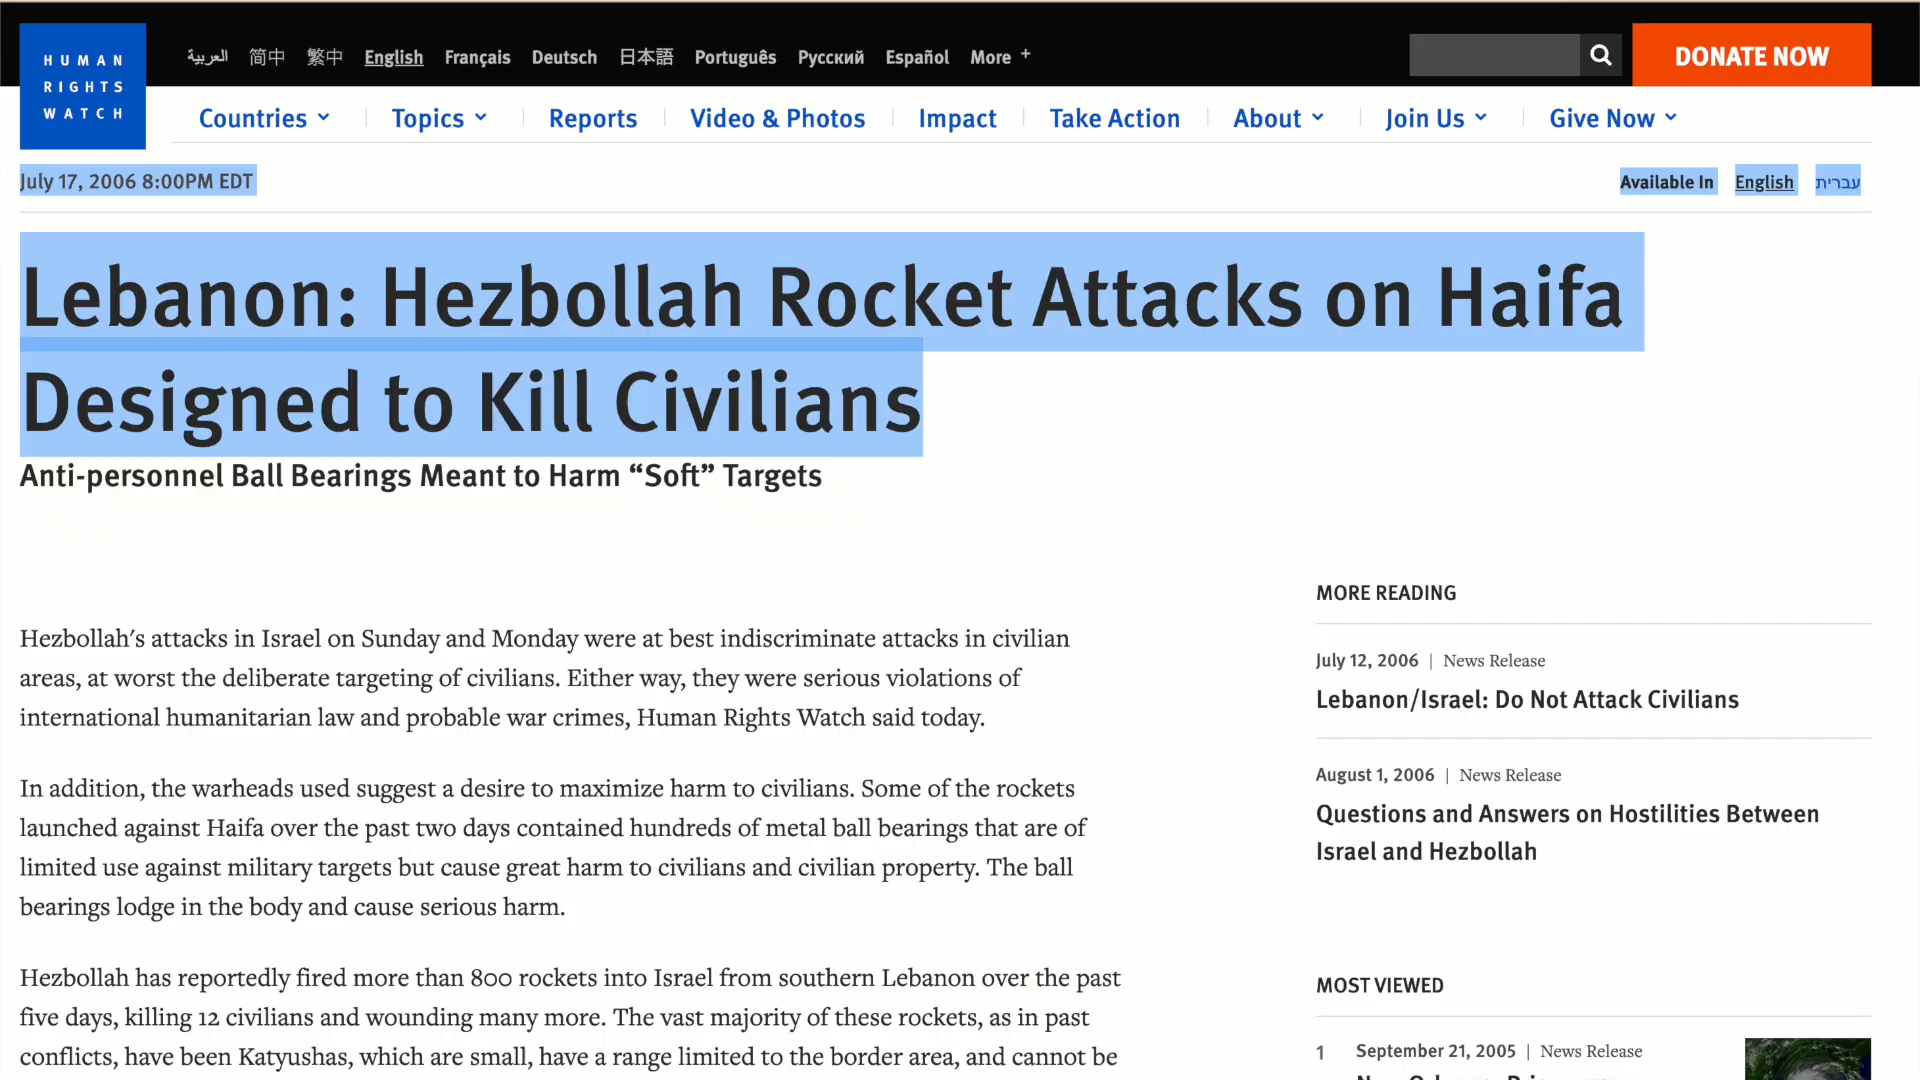 HUMAN
RIGHTS
WATCH
العربية 简中 繁中 English Français Deutsch 日本語 Português Русский Español More +
DONATE NOW
Countries Topics Reports Video & Photos Impact Take Action About Join Us Give Now
July 17, 2006 8:00PM EDT
Available In English עברית
Lebanon: Hezbollah Rocket Attacks on Haifa
Designed to Kill Civilians
Anti-personnel Ball Bearings Meant to Harm “Soft” Targets
Hezbollah's attacks in Israel on Sunday and Monday were at best indiscriminate attacks in civilian
areas, at worst the deliberate targeting of civilians. Either way, they were serious violations of
international humanitarian law and probable war crimes, Human Rights Watch said today.
In addition, the warheads used suggest a desire to maximize harm to civilians. Some of the rockets
launched against Haifa over the past two days contained hundreds of metal ball bearings that are of
limited use against military targets but cause great harm to civilians and civilian property. The ball
bearings lodge in the body and cause serious harm.
Hezbollah has reportedly fired more than 800 rockets into Israel from southern Lebanon over the past
five days, killing 12 civilians and wounding many more. The vast majority of these rockets, as in past
conflicts, have been Katyushas, which are small, have a range limited to the border area, and cannot be
MORE READING
July 12, 2006 | News Release
Lebanon/Israel: Do Not Attack Civilians
August 1, 2006 | News Release
Questions and Answers on Hostilities Between
Israel and Hezbollah
MOST VIEWED
1 September 21, 2005 | News Release